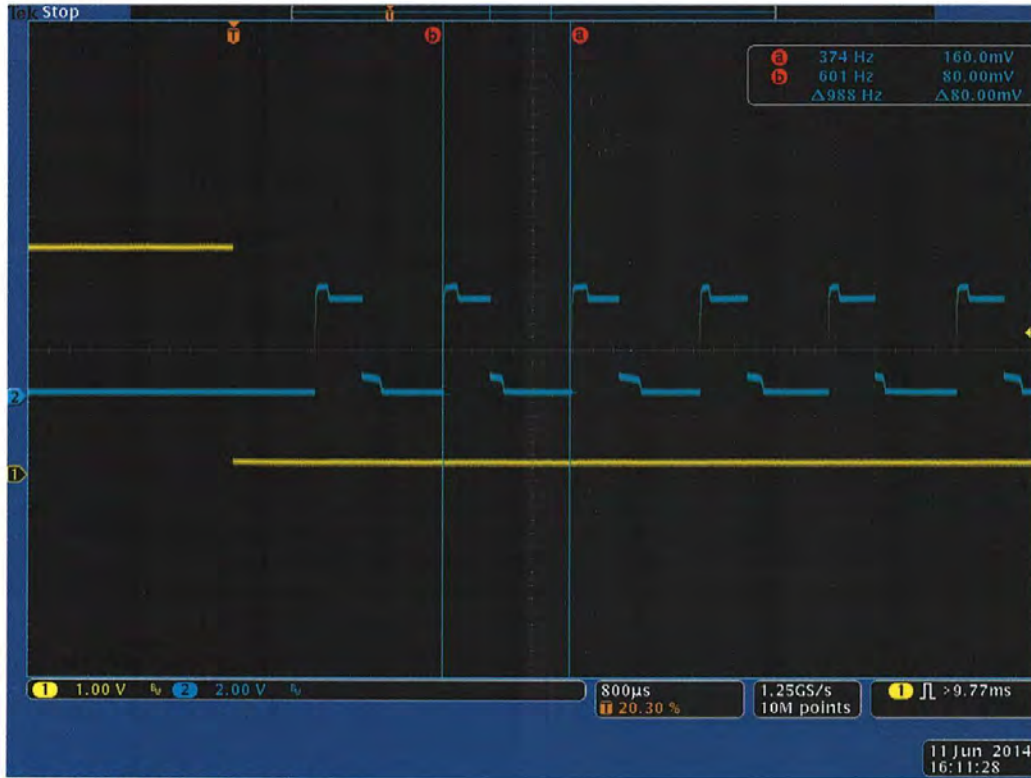 Tek Stop
T
T b a
a 374 Hz 160.0mV
b 601 Hz 80.00mV
Δ988 Hz Δ80.00mV
2
1
1 1.00 V 2 2.00 V
800µs
T 20.30 %
1.25GS/s
10M points
1 >9.77ms
11 Jun 2014
16:11:28